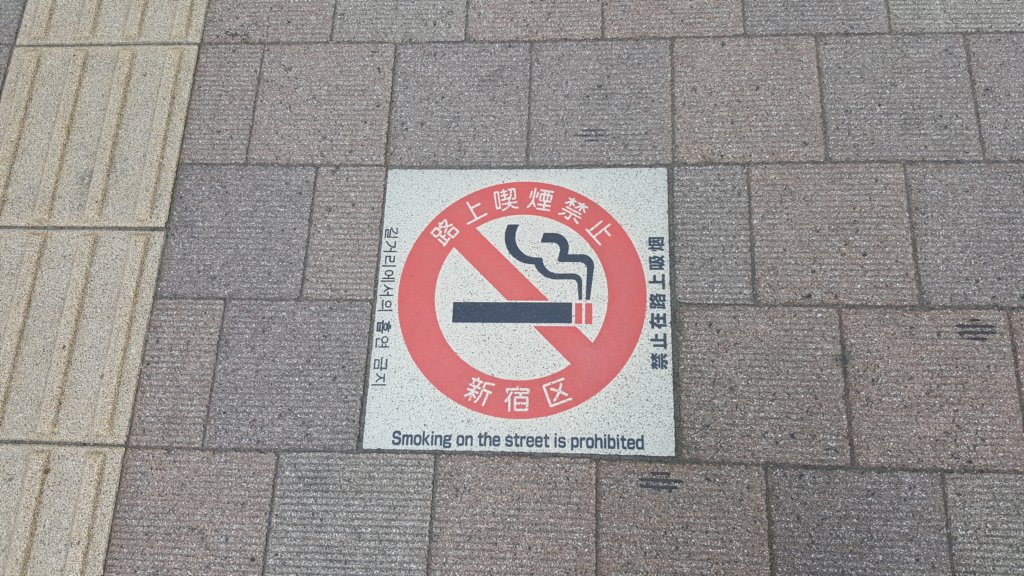 路上喫煙禁止
길거리에서의 흡연 금지
禁止在路上吸烟
新宿区
Smoking on the street is prohibited